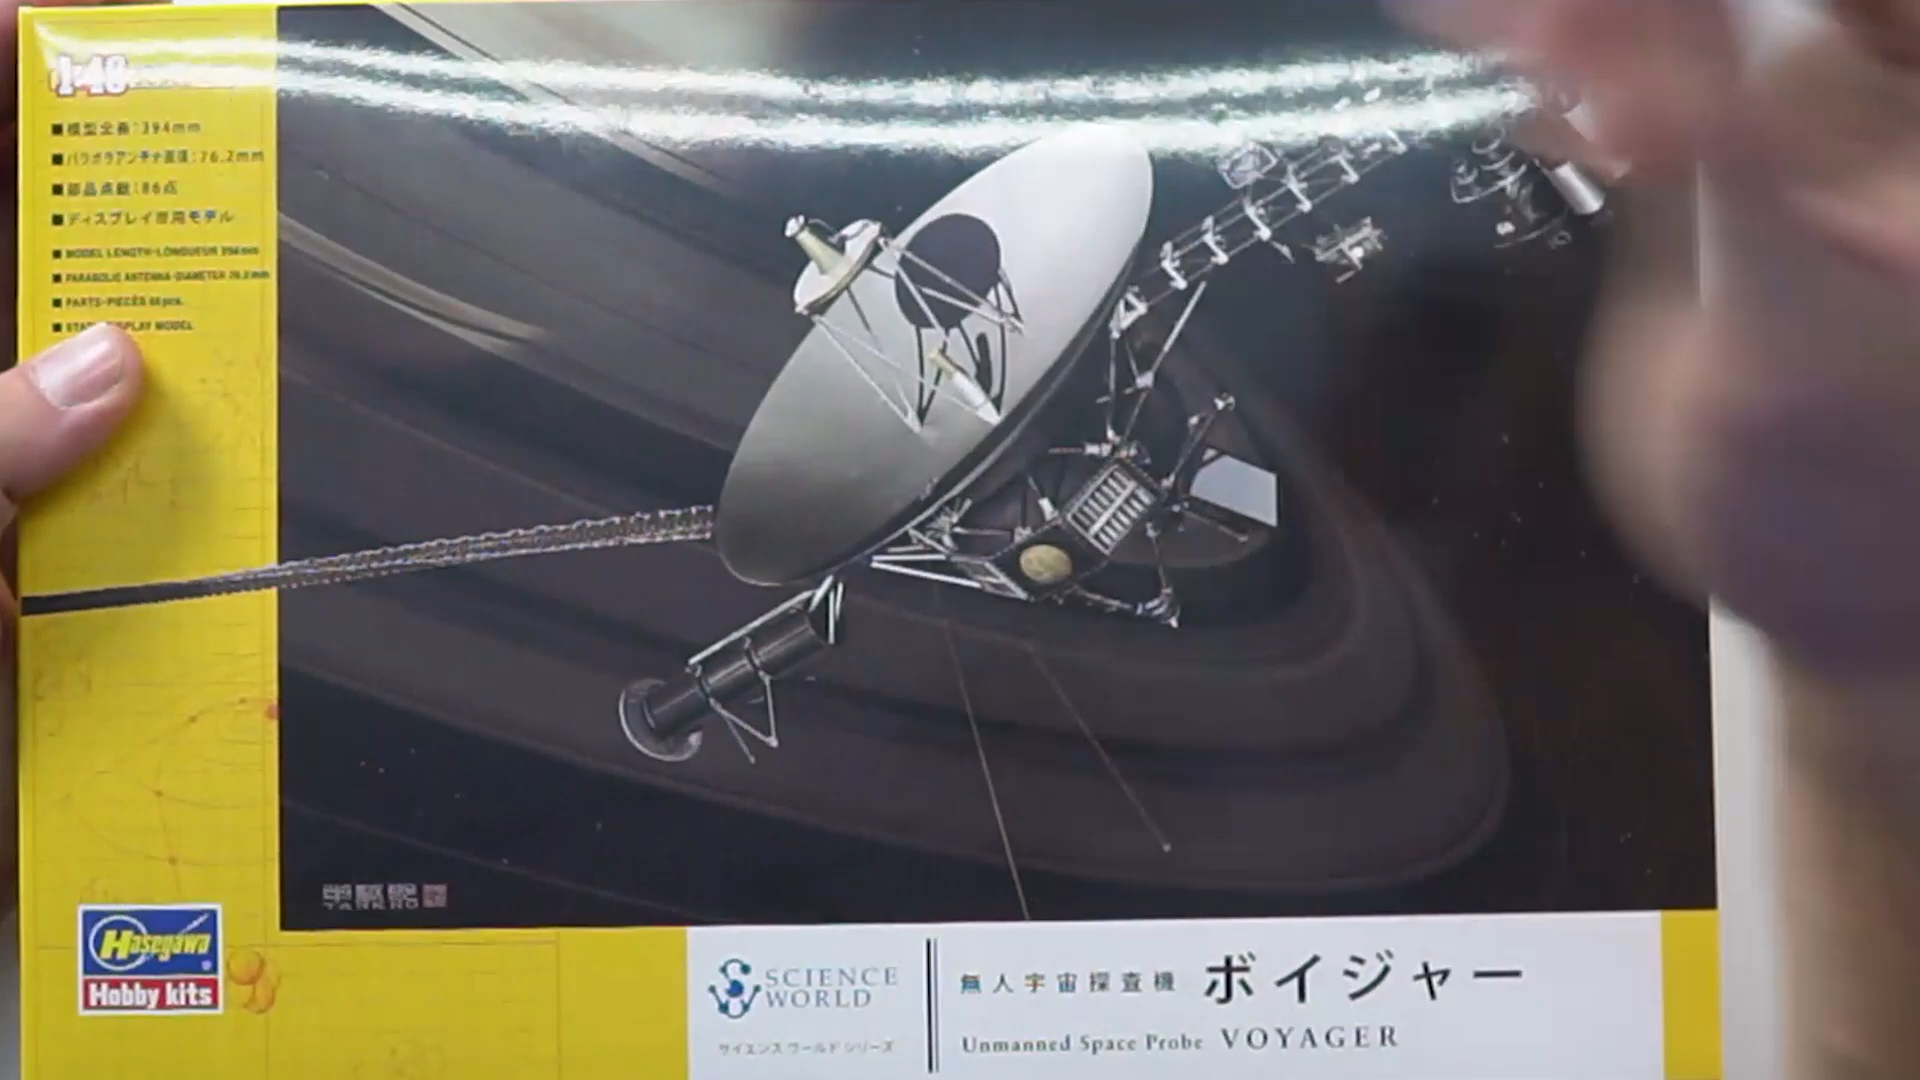 1:48
■模型全長:394mm
■パラボラアンテナ直径:76.2mm
■部品点数:86点
■ディスプレイ専用モデル
■MODEL LENGTH-LONGUEUR 394mm
■PARABOLIC ANTENNA-DIAMETER 76.2mm
■PARTS-PIECES 86pcs.
MODEL
Hasegawa
Hobby kits
SCIENCE
WORLD
サイエンス ワールド シリーズ
無人宇宙探査機 ボイジャー
Unmanned Space Probe VOYAGER